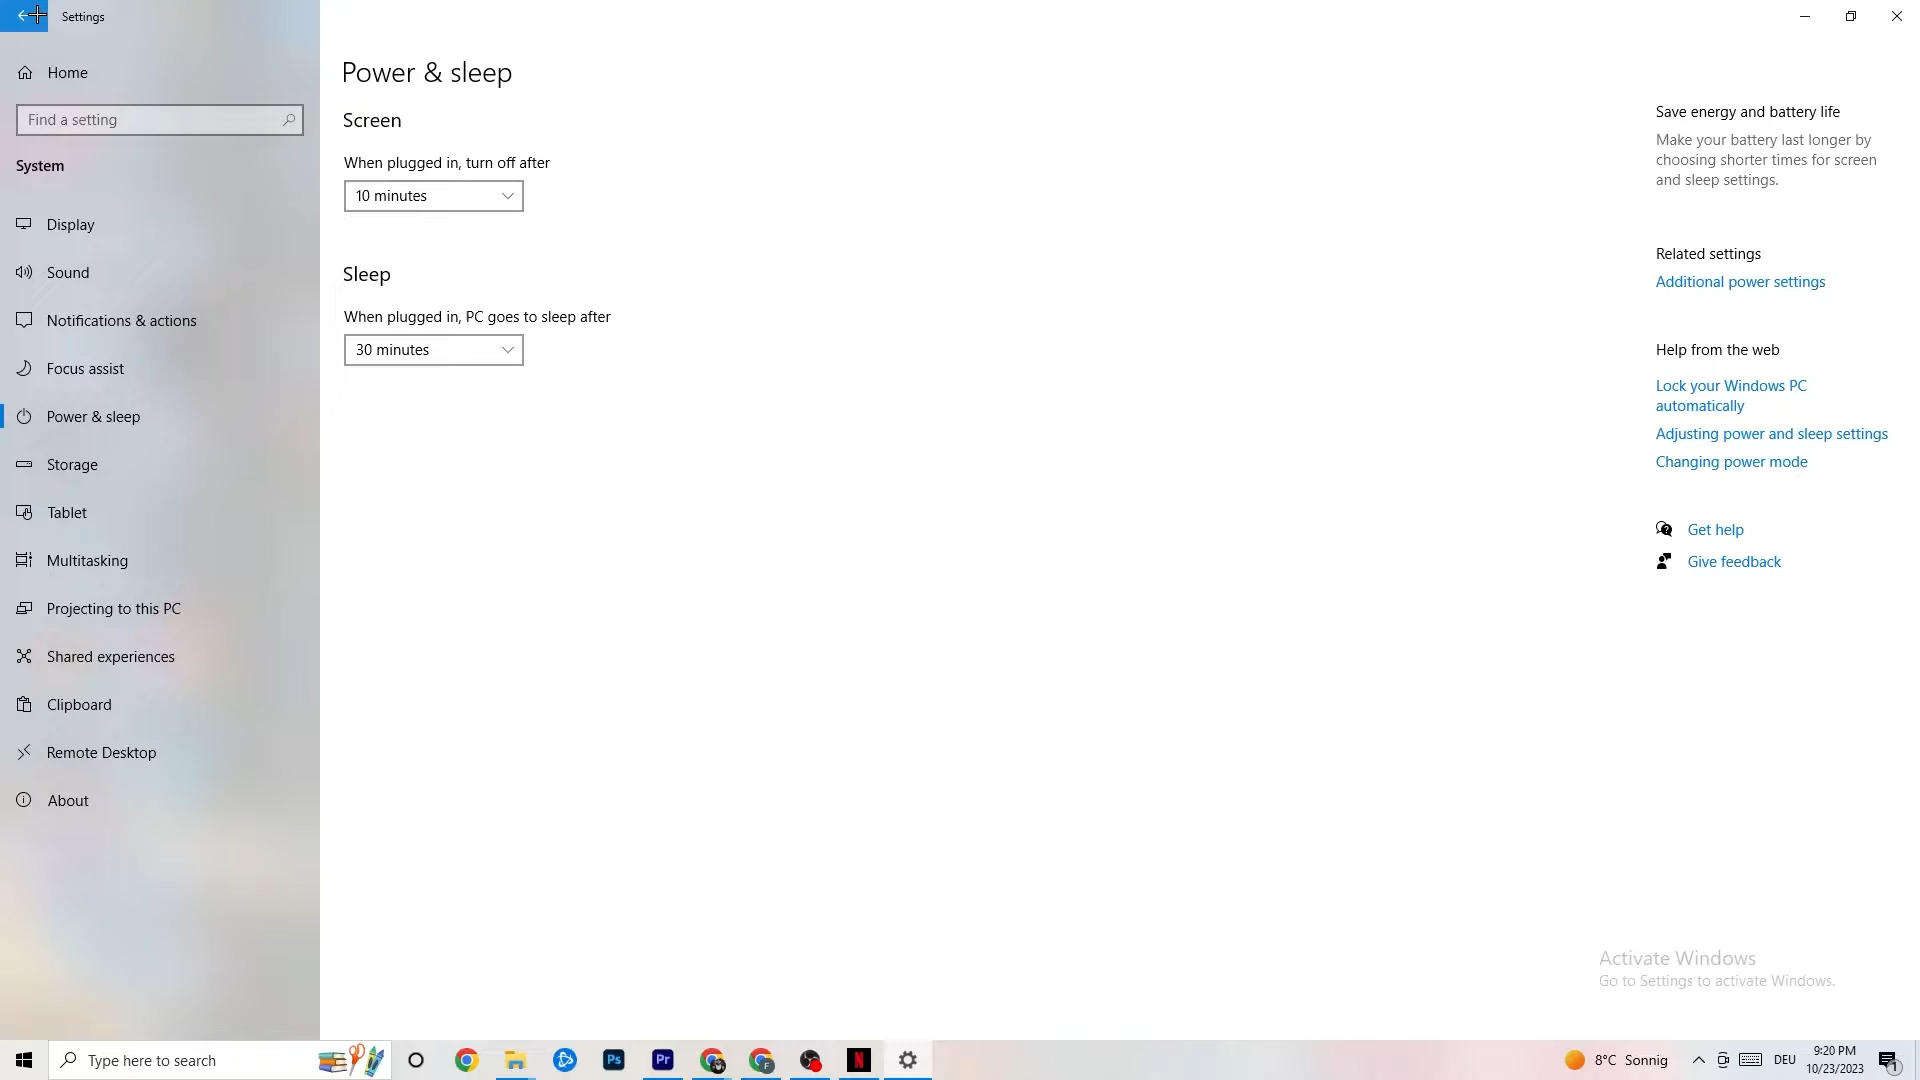 Settings
Home
Find a setting
System
Display
Sound
Notifications & actions
Focus assist
Power & sleep
Storage
Tablet
Multitasking
Projecting to this PC
Shared experiences
Clipboard
Remote Desktop
About
Power & sleep
Screen
When plugged in, turn off after
10 minutes
Sleep
When plugged in, PC goes to sleep after
30 minutes
Save energy and battery life
Make your battery last longer by
choosing shorter times for screen
and sleep settings.
Related settings
Additional power settings
Help from the web
Lock your Windows PC
automatically
Adjusting power and sleep settings
Changing power mode
Get help
Give feedback
Activate Windows
Go to Settings to activate Windows.
Type here to search
Ps
Pr
F
N
8°C Sonnig
DEU
9:20 PM
10/23/2023
1